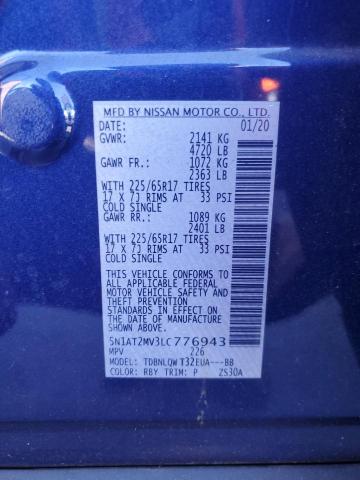 MFD BY NISSAN MOTOR CO., LTD.
DATE: 01/20
GVWR: 2141 KG
4720 LB
GAWR FR.: 1072 KG
2363 LB
WITH 225/65R17 TIRES
17 X 7J RIMS AT 33 PSI
COLD SINGLE
GAWR RR.: 1089 KG
2401 LB
WITH 225/65R17 TIRES
17 X 7J RIMS AT 33 PSI
COLD SINGLE
THIS VEHICLE CONFORMS TO
ALL APPLICABLE FEDERAL
MOTOR VEHICLE SAFETY AND
THEFT PREVENTION
STANDARDS IN EFFECT
ON THE DATE OF
MANUFACTURE SHOWN ABOVE.
5N1AT2MV3LC776943
MPV 226
MODEL: TDBNLQW T32EUA---BB
COLOR: RBY TRIM: P ZS30A